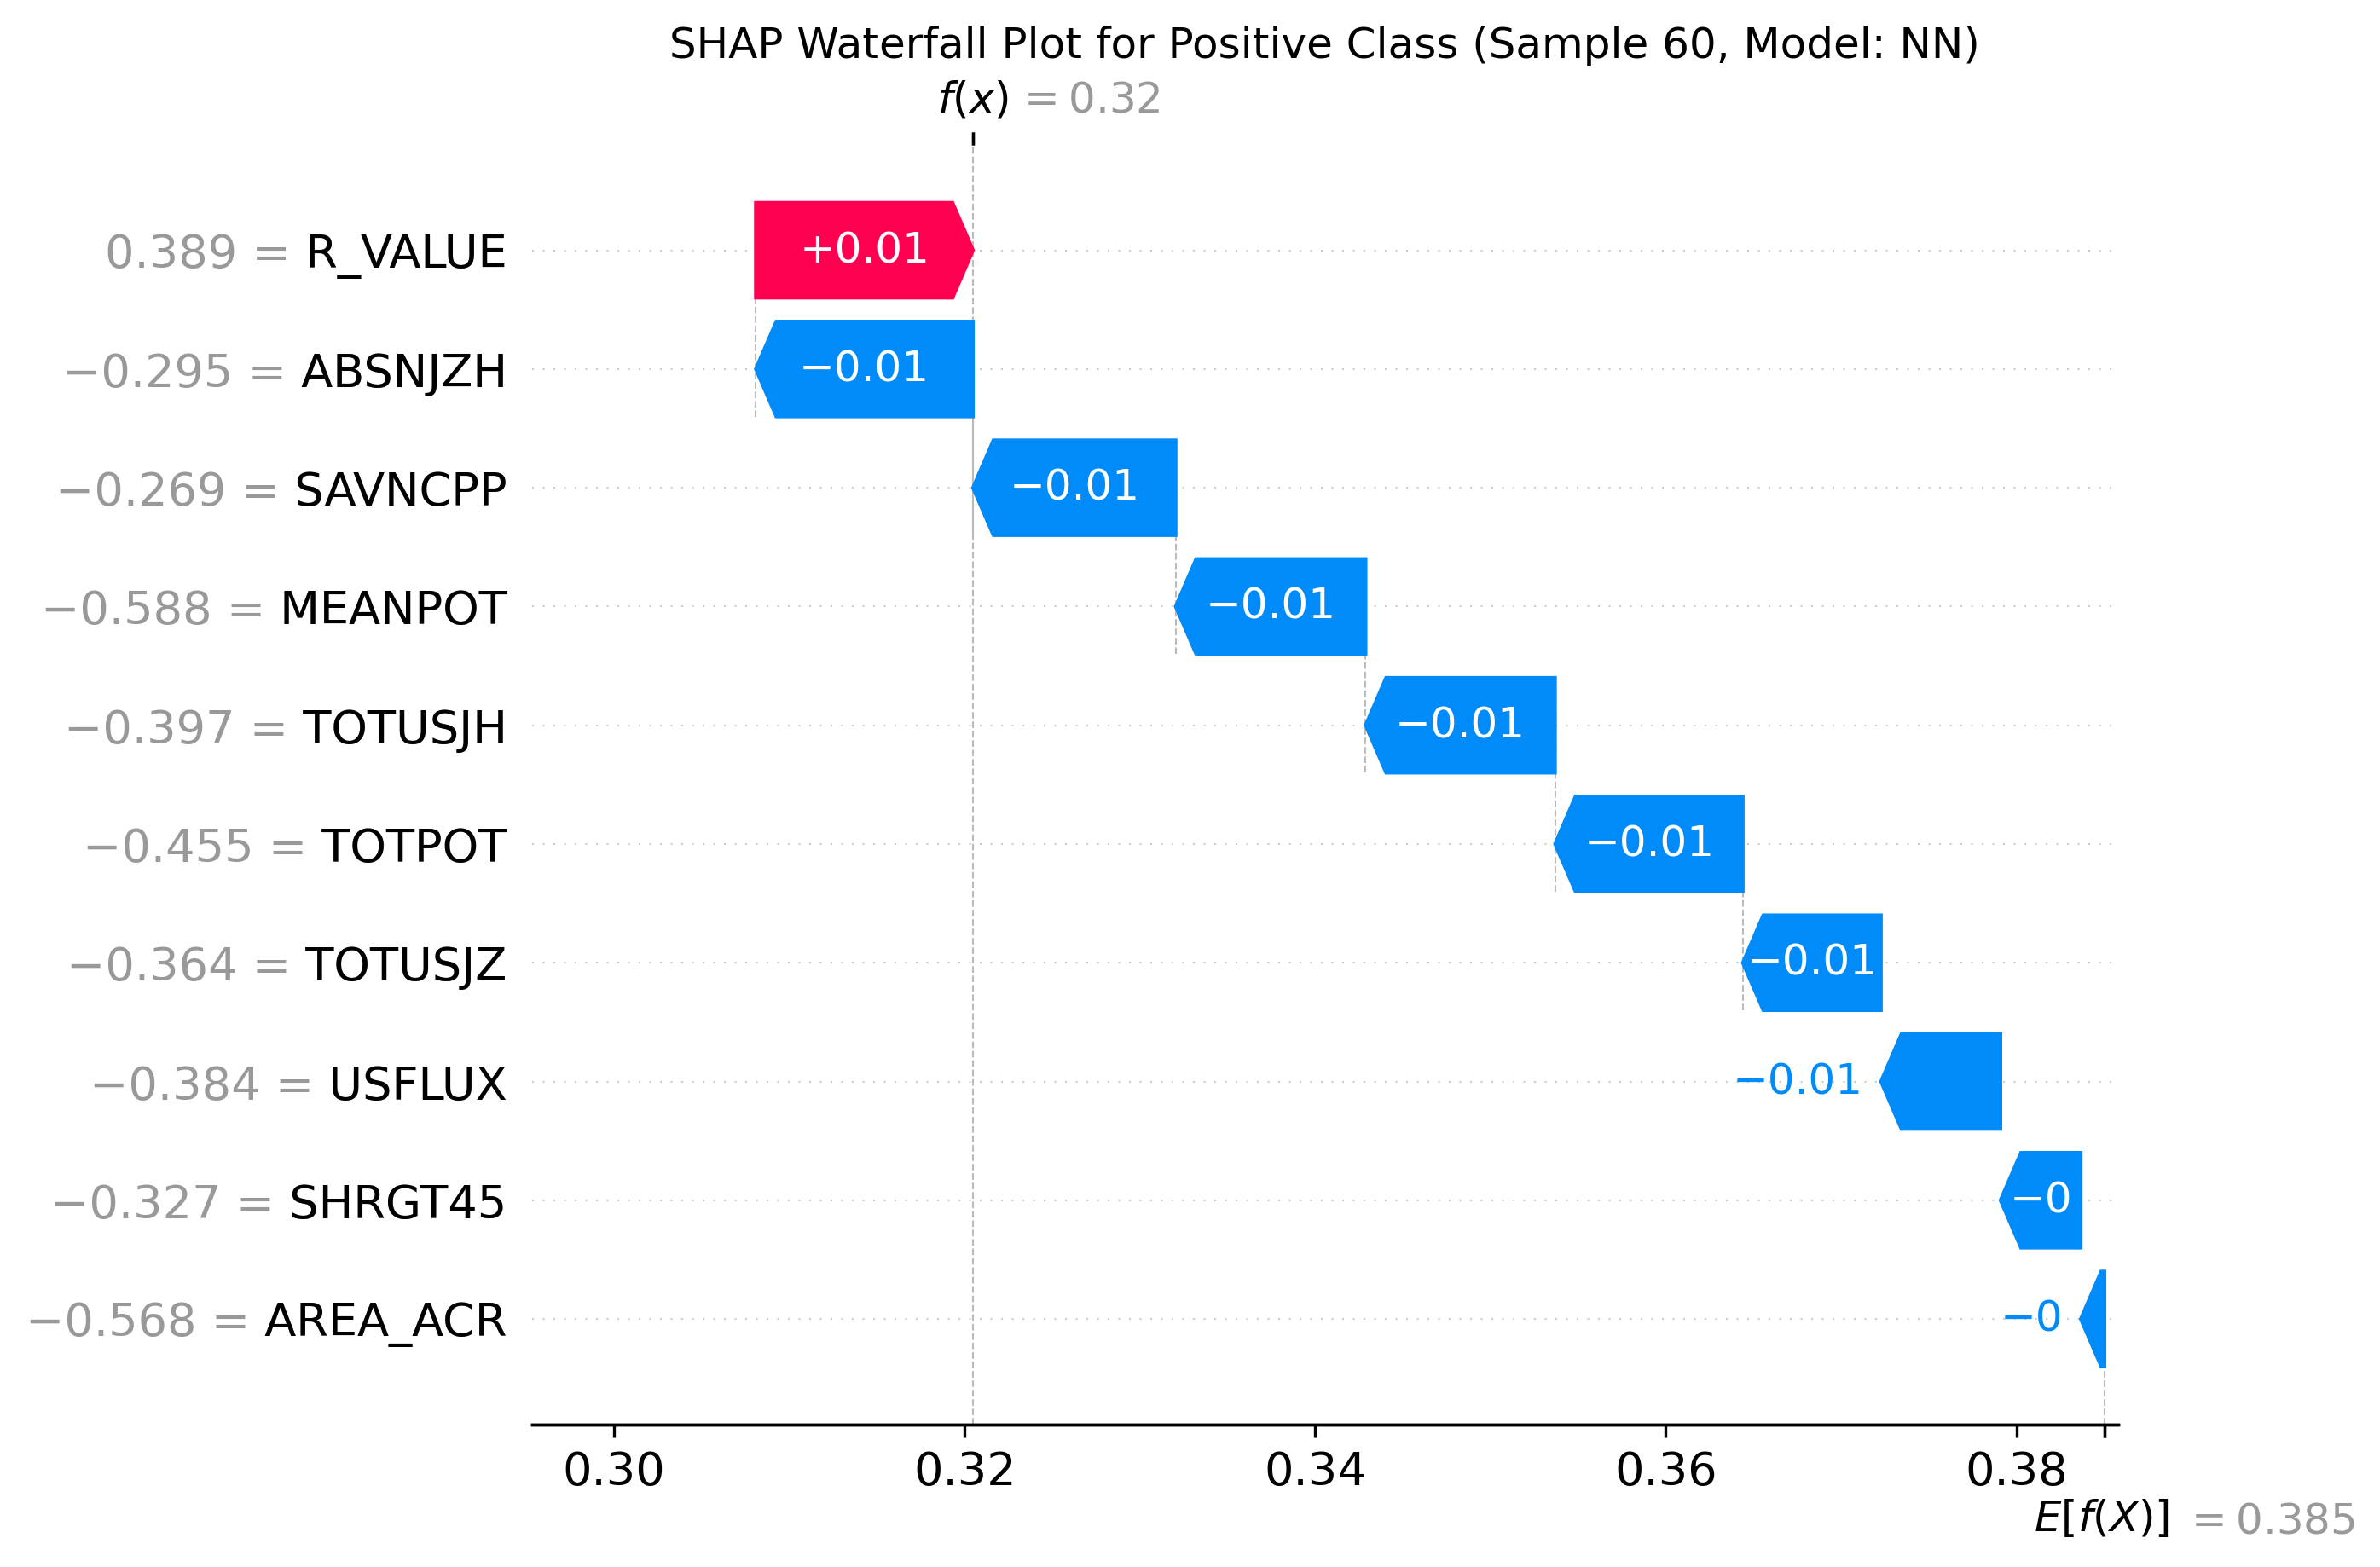 SHAP Waterfall Plot for Positive Class (Sample 60, Model: NN)
f(x) = 0.32
0.389 = R_VALUE +0.01
−0.295 = ABSNJZH −0.01
−0.269 = SAVNCPP −0.01
−0.588 = MEANPOT −0.01
−0.397 = TOTUSJH −0.01
−0.455 = TOTPOT −0.01
−0.364 = TOTUSJZ −0.01
−0.384 = USFLUX −0.01
−0.327 = SHRGT45 −0
−0.568 = AREA_ACR −0
0.30 0.32 0.34 0.36 0.38
E[f(X)] = 0.385